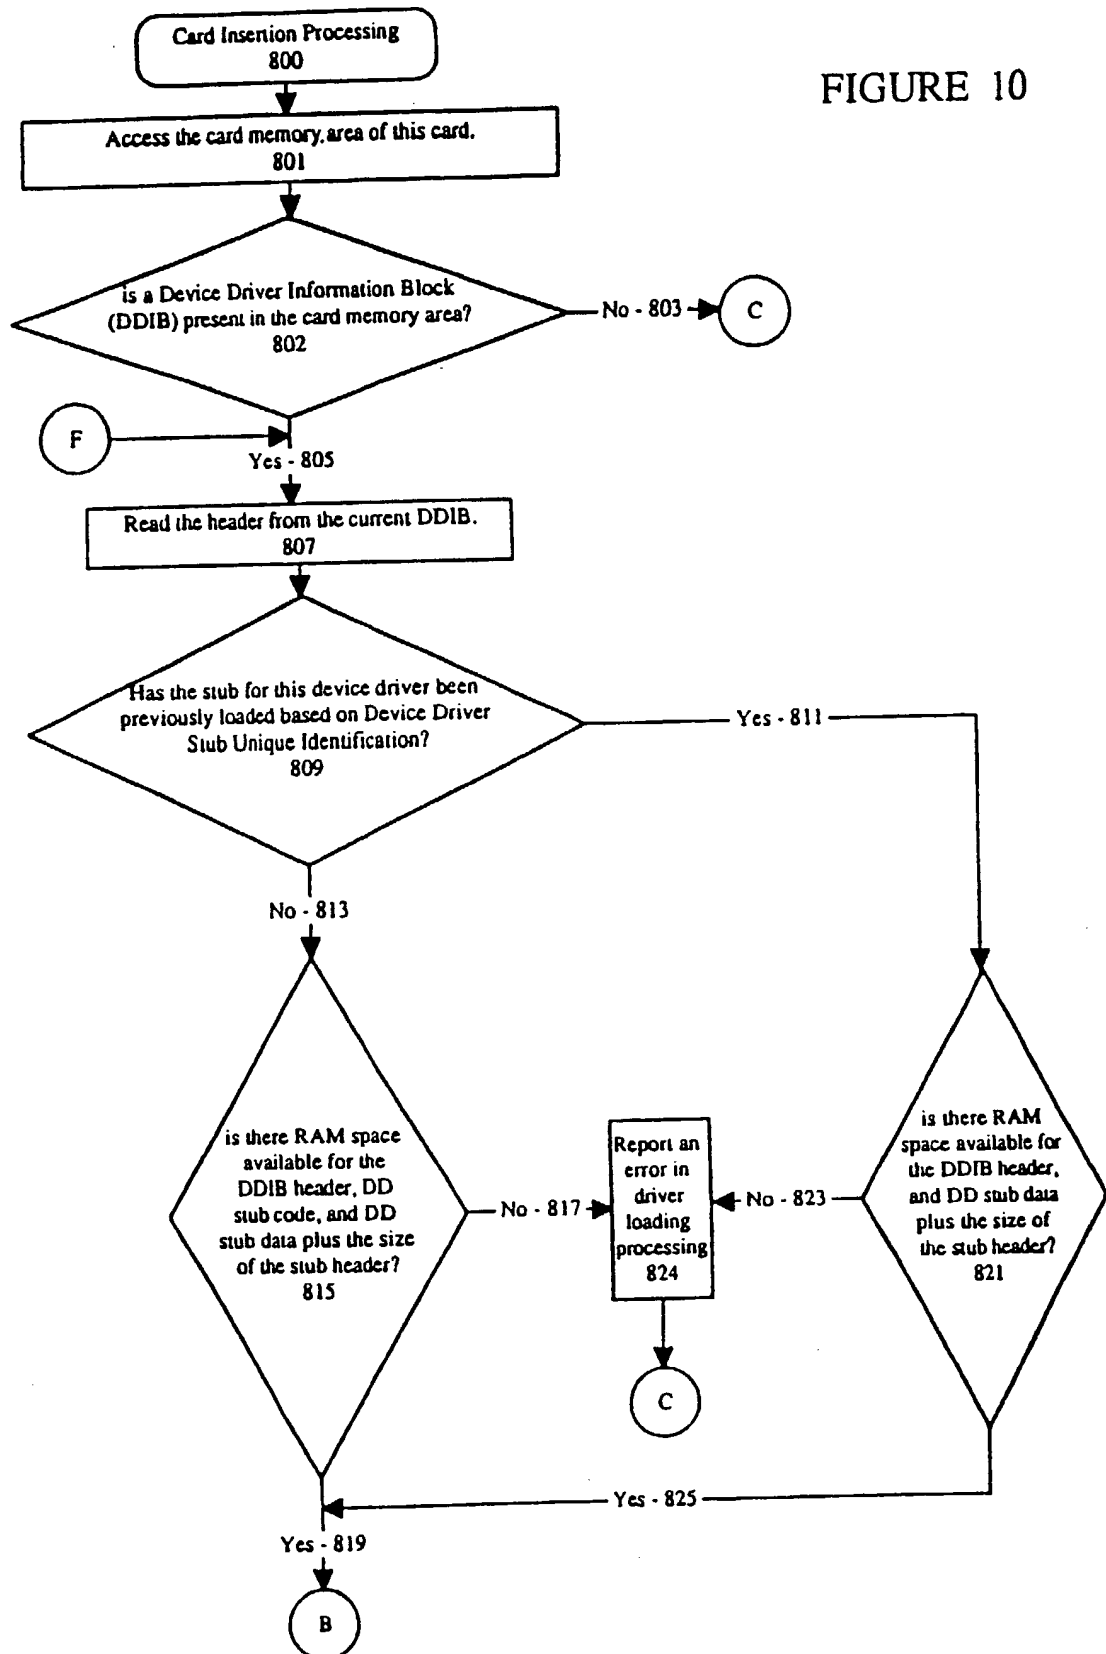 Card Insertion Processing
800
FIGURE 10
Access the card memory area of this card.
801
is a Device Driver Information Block
(DDIB) present in the card memory area?
802
No - 803
C
F
Yes - 805
Read the header from the current DDIB.
807
Has the stub for this device driver been
previously loaded based on Device Driver
Stub Unique Identification?
809
Yes - 811
No - 813
is there RAM space
available for the
DDIB header, DD
stub code, and DD
stub data plus the size
of the stub header?
815
No - 817
Report an
error in
driver
loading
processing
824
No - 823
is there RAM
space available for
the DDIB header,
and DD stub data
plus the size of
the stub header?
821
C
Yes - 825
Yes - 819
B